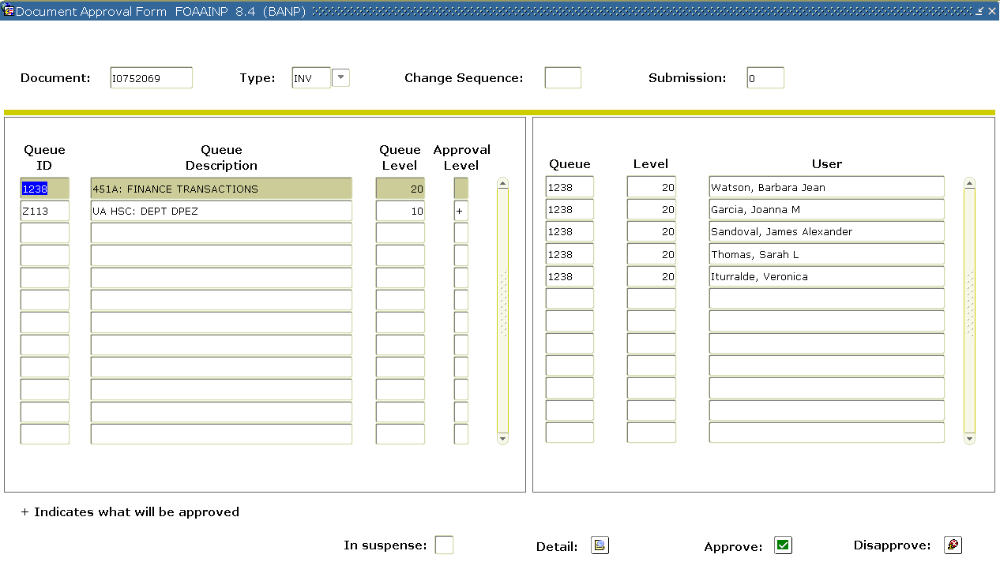 Document Approval Form FOAAINP 8.4 (BANP)
Document: I0752069 Type: INV Change Sequence: Submission: 0
Queue ID Queue Description Queue Level Approval Level
1238 451A: FINANCE TRANSACTIONS 20
Z113 UA HSC: DEPT DPEZ 10 +
Queue Level User
1238 20 Watson, Barbara Jean
1238 20 Garcia, Joanna M
1238 20 Sandoval, James Alexander
1238 20 Thomas, Sarah L
1238 20 Iturralde, Veronica
+ Indicates what will be approved
In suspense: Detail: Approve: Disapprove: